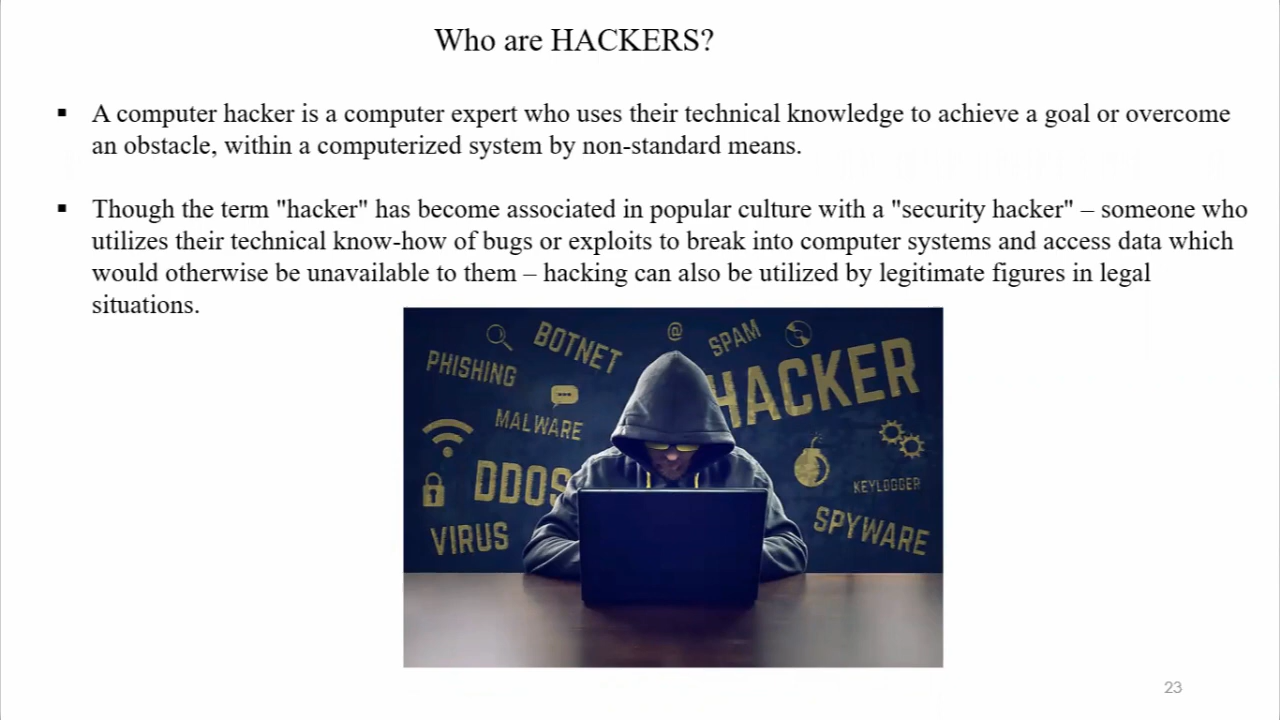 Who are HACKERS?
▪ A computer hacker is a computer expert who uses their technical knowledge to achieve a goal or overcome
an obstacle, within a computerized system by non-standard means.
▪ Though the term "hacker" has become associated in popular culture with a "security hacker" – someone who
utilizes their technical know-how of bugs or exploits to break into computer systems and access data which
would otherwise be unavailable to them – hacking can also be utilized by legitimate figures in legal
situations.
BOTNET
@
SPAM
PHISHING
HACKER
MALWARE
DDOS
KEYLOGGER
VIRUS
SPYWARE
23